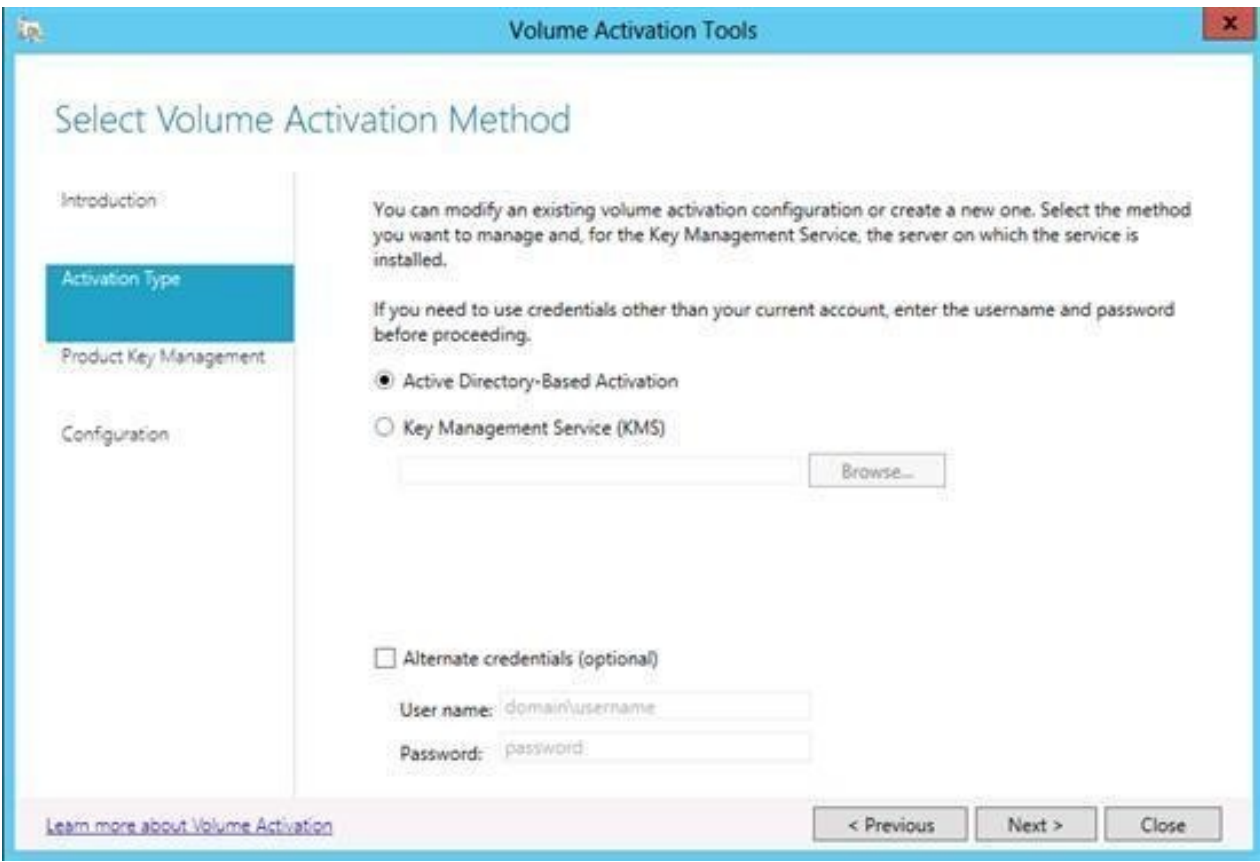 Volume Activation Tools
x
Select Volume Activation Method
Introduction
Activation Type
Product Key Management
Configuration
You can modify an existing volume activation configuration or create a new one. Select the method
you want to manage and, for the Key Management Service, the server on which the service is
installed.
If you need to use credentials other than your current account, enter the username and password
before proceeding.
Active Directory-Based Activation
Key Management Service (KMS)
Browse...
Alternate credentials (optional)
User name: domain\username
Password: password
Learn more about Volume Activation
< Previous Next > Close